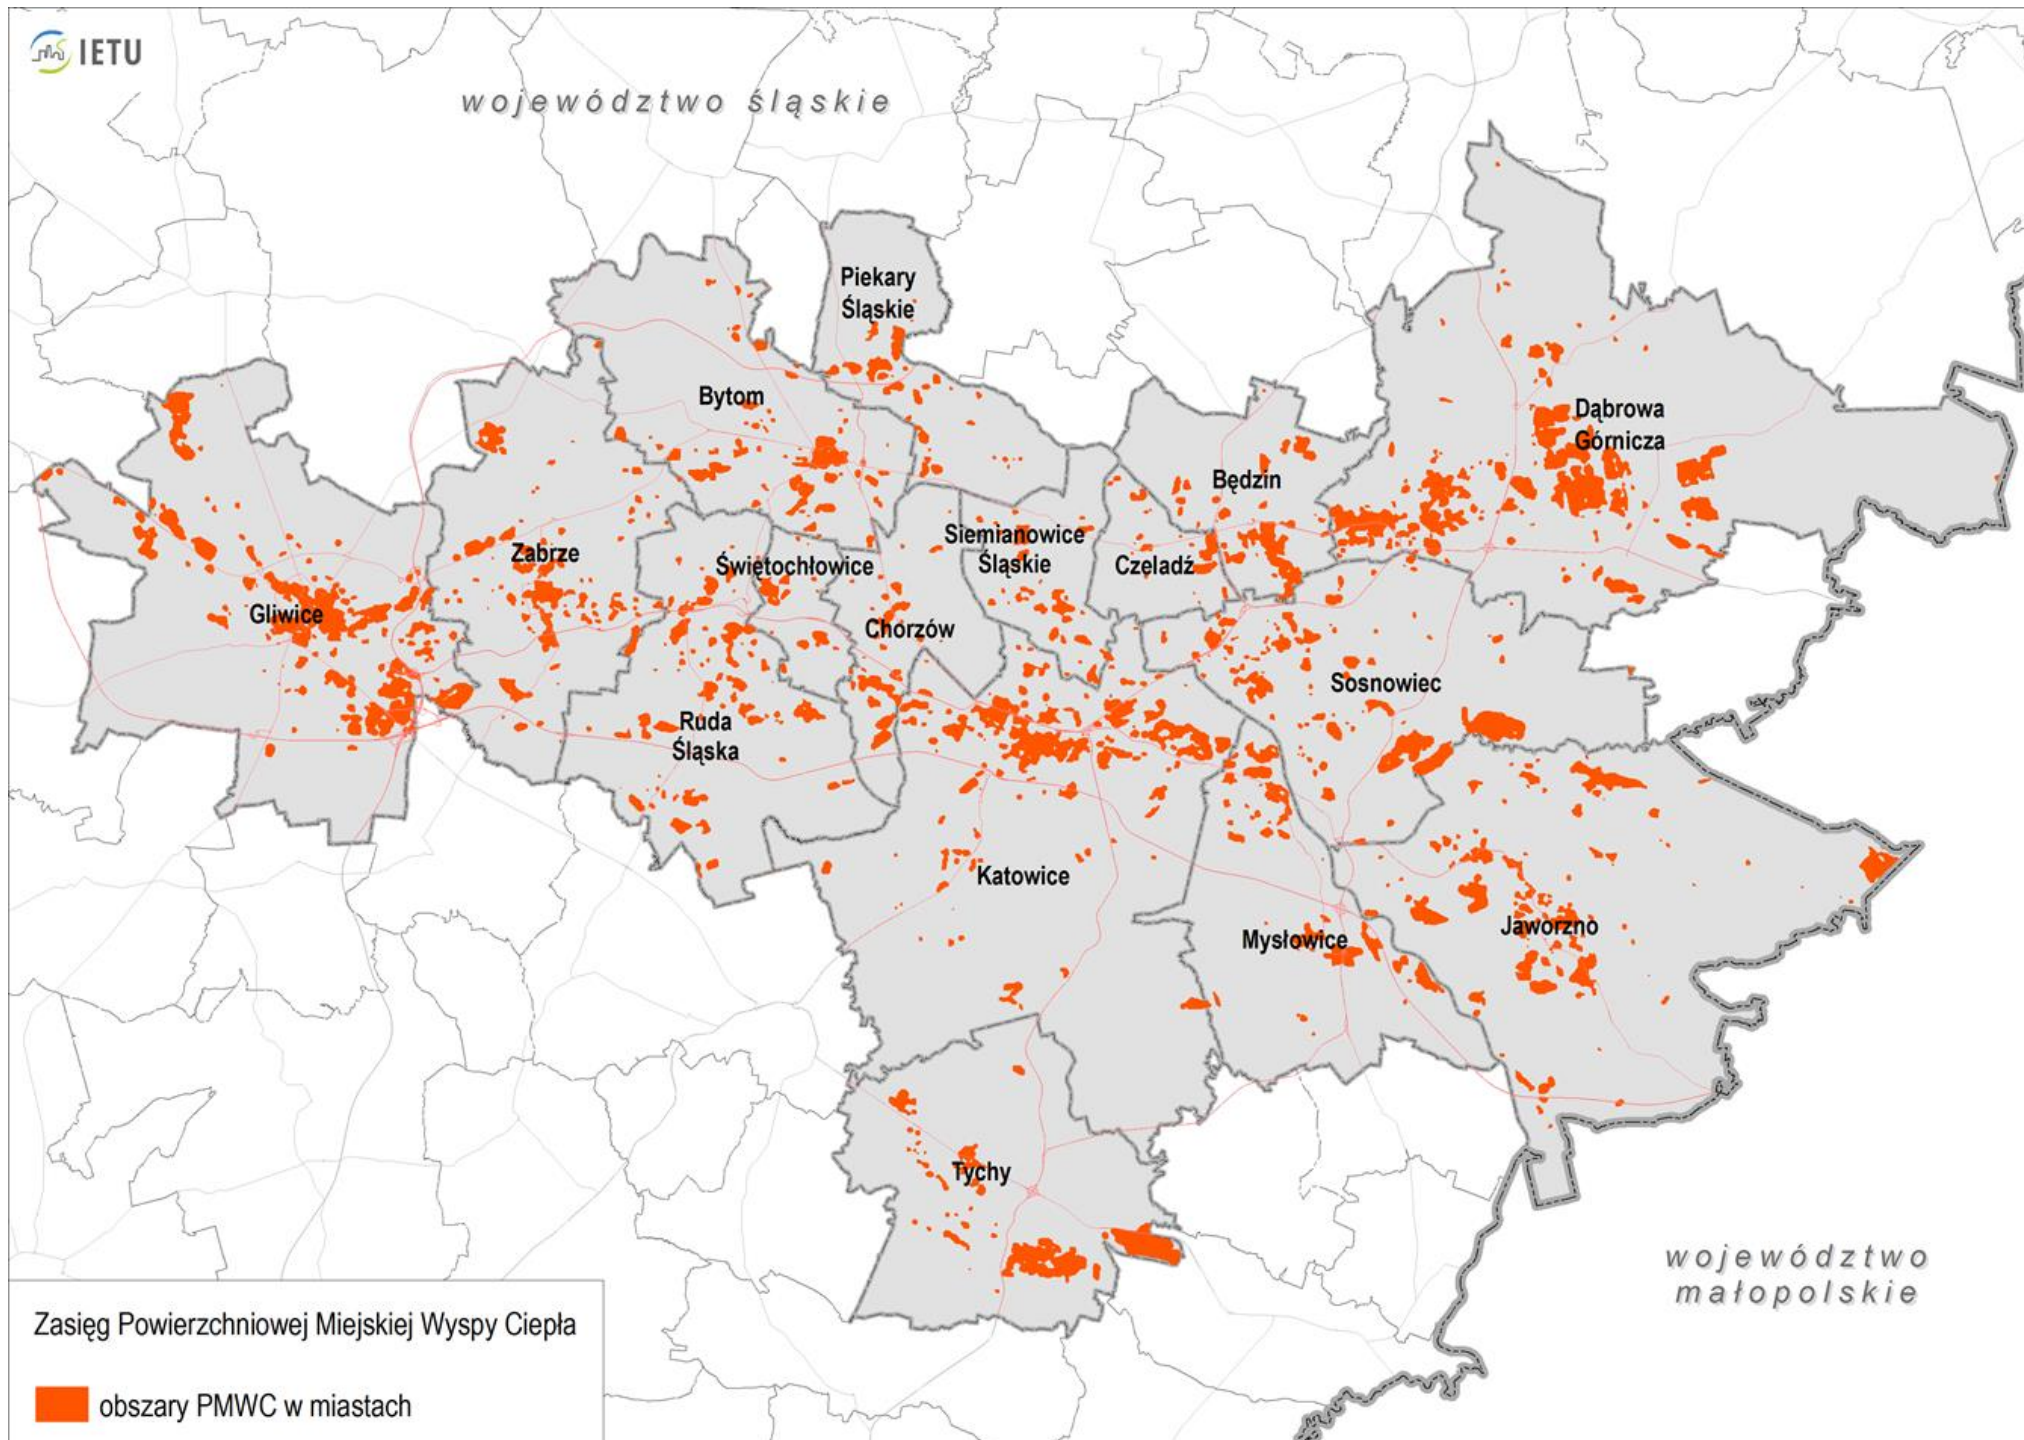 IETU
województwo śląskie
Piekary
Śląskie
Bytom
Dąbrowa
Górnicza
Będzin
Siemianowice
Śląskie
Zabrze
Świętochłowice
Czeladź
Gliwice
Chorzów
Sosnowiec
Ruda
Śląska
Katowice
Mysłowice
Jaworzno
Tychy
województwo
małopolskie
Zasięg Powierzchniowej Miejskiej Wyspy Ciepła
obszary PMWC w miastach